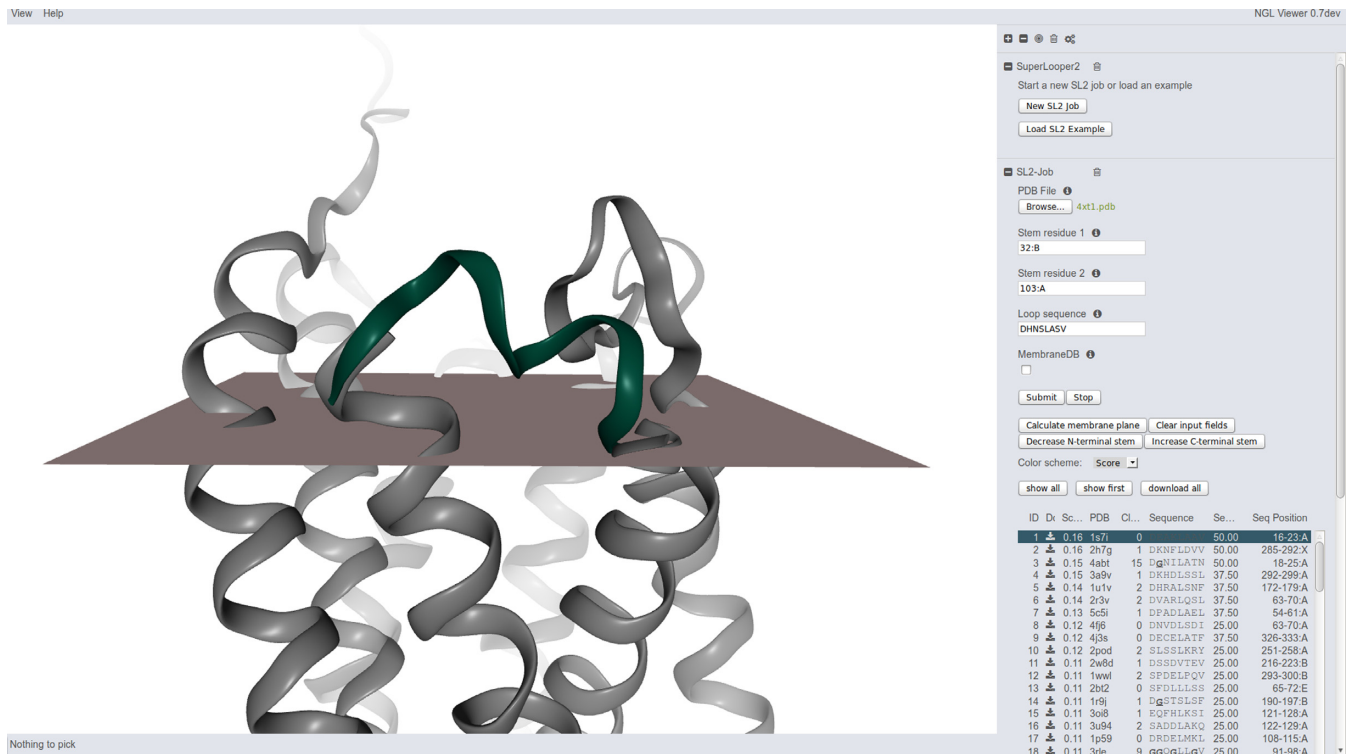 View Help NGL Viewer 0.7dev
SuperLooper2
Start a new SL2 job or load an example
New SL2 Job
Load SL2 Example
SL2-Job
PDB File
Browse... 4xt1.pdb
Stem residue 1
32:B
Stem residue 2
103:A
Loop sequence
DHNSLASV
MembraneDB
Submit Stop
Calculate membrane plane Clear input fields
Decrease N-terminal stem Increase C-terminal stem
Color scheme: Score
show all show first download all
ID Sc... PDB Cl... Sequence Se... Seq Position
1 0.16 1s7i 0 50.00 16-23:A
2 0.16 2h7g 1 DKNFLDVV 50.00 285-292:X
3 0.15 4abt 15 DGNILATN 50.00 18-25:A
4 0.15 3a9v 1 DKHDLSSL 37.50 292-299:A
5 0.14 1u1v 2 DHRALSNF 37.50 172-179:A
6 0.14 2r3v 2 DVARLQSL 37.50 63-70:A
7 0.13 5c5i 1 DPADLAEL 37.50 54-61:A
8 0.12 4fj6 0 DNVDLSDI 25.00 63-70:A
9 0.12 4j3s 0 DECELATF 37.50 326-333:A
10 0.12 2pod 2 SLSSLKRY 25.00 251-258:A
11 0.11 2w8d 1 DSSDVTEV 25.00 216-223:B
12 0.11 1wwl 2 SPDELPQV 25.00 293-300:B
13 0.11 2bt2 0 SFDLLLSS 25.00 65-72:E
14 0.11 1r9j 1 DGSTSLSF 25.00 190-197:B
15 0.11 3oi8 1 EQFHLKSI 25.00 121-128:A
16 0.11 3u94 2 SADDLAKQ 25.00 122-129:A
17 0.11 1p59 0 DRDELMKL 25.00 108-115:A
18 0.11 3rle 9 GGQGLLGV 25.00 91-98:A
Nothing to pick